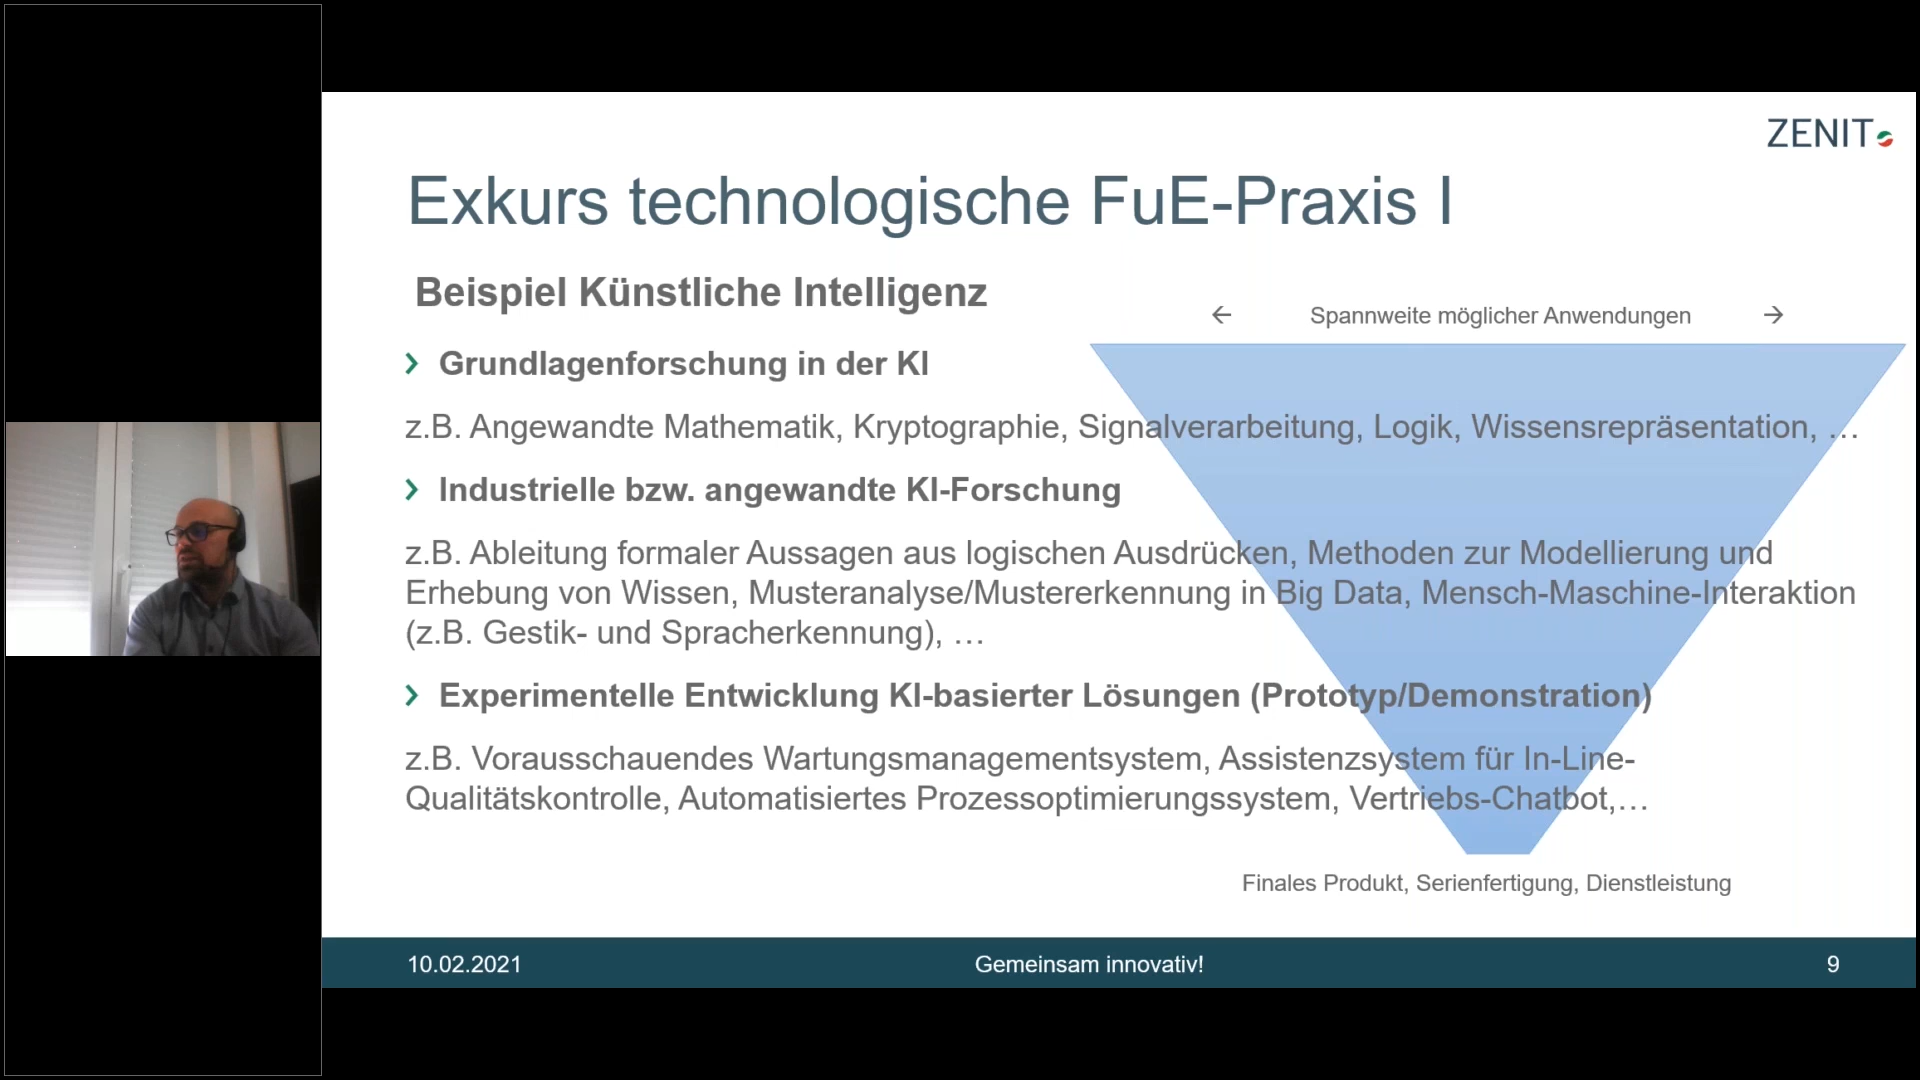 ZENIT
Exkurs technologische FuE-Praxis I
Beispiel Künstliche Intelligenz
← Spannweite möglicher Anwendungen →
Grundlagenforschung in der KI
z.B. Angewandte Mathematik, Kryptographie, Signalverarbeitung, Logik, Wissensrepräsentation, …
Industrielle bzw. angewandte KI-Forschung
z.B. Ableitung formaler Aussagen aus logischen Ausdrücken, Methoden zur Modellierung und
Erhebung von Wissen, Musteranalyse/Mustererkennung in Big Data, Mensch-Maschine-Interaktion
(z.B. Gestik- und Spracherkennung), …
Experimentelle Entwicklung KI-basierter Lösungen (Prototyp/Demonstration)
z.B. Vorausschauendes Wartungsmanagementsystem, Assistenzsystem für In-Line-
Qualitätskontrolle, Automatisiertes Prozessoptimierungssystem, Vertriebs-Chatbot,…
Finales Produkt, Serienfertigung, Dienstleistung
10.02.2021 Gemeinsam innovativ! 9